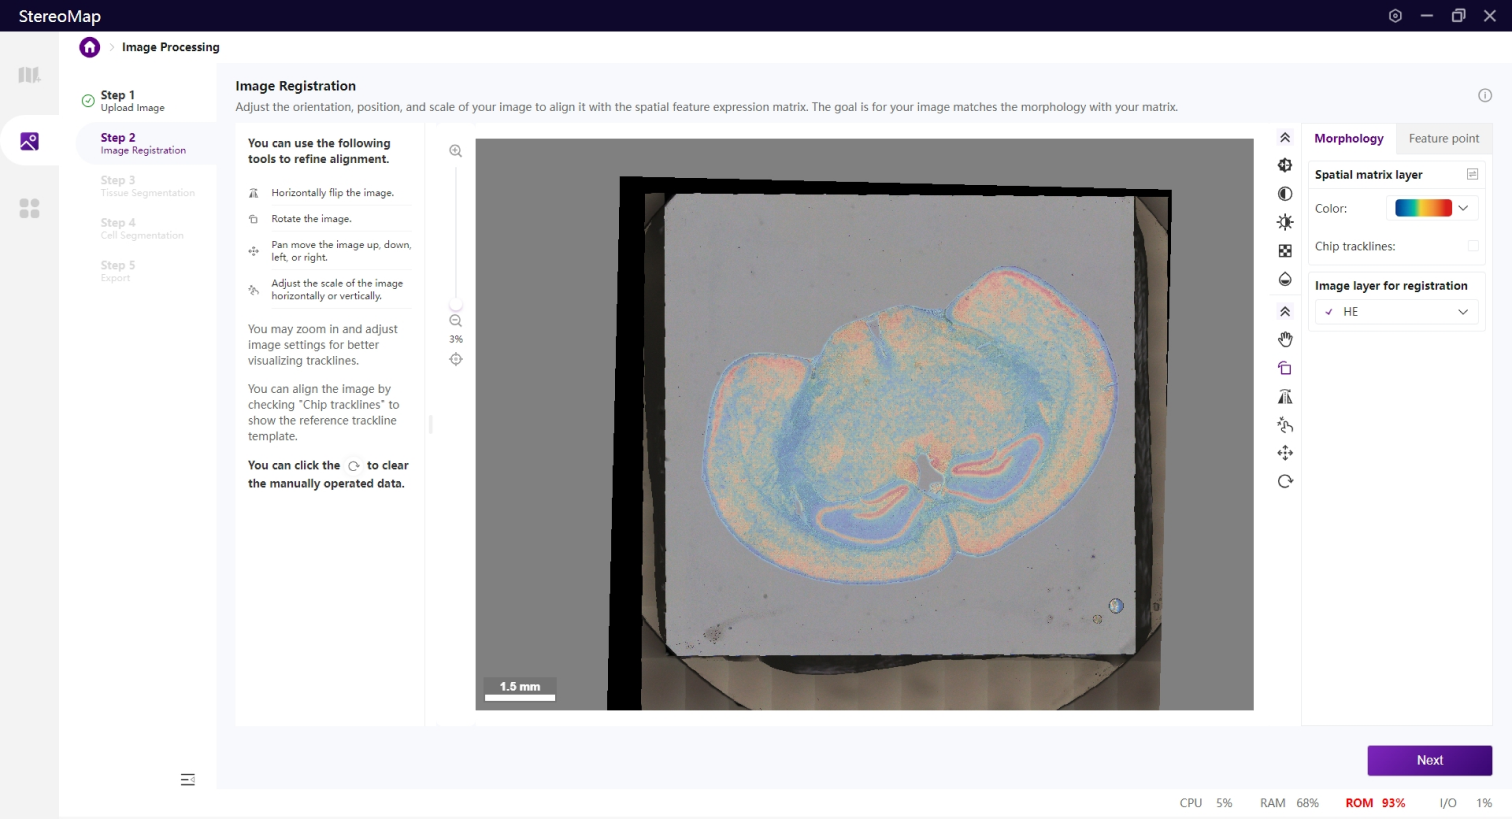 StereoMap
Image Processing
Step 1
Upload Image
Step 2
Image Registration
Step 3
Tissue Segmentation
Step 4
Cell Segmentation
Step 5
Export
Image Registration
Adjust the orientation, position, and scale of your image to align it with the spatial feature expression matrix. The goal is for your image matches the morphology with your matrix.
You can use the following
tools to refine alignment.
Horizontally flip the image.
Rotate the image.
Pan move the image up, down,
left, or right.
Adjust the scale of the image
horizontally or vertically.
You may zoom in and adjust
image settings for better
visualizing tracklines.
You can align the image by
checking "Chip tracklines" to
show the reference trackline
template.
You can click the to clear
the manually operated data.
3%
1.5 mm
Morphology
Feature point
Spatial matrix layer
Color:
Chip tracklines:
Image layer for registration
HE
Next
CPU 5% RAM 68% ROM 93% I/O 1%